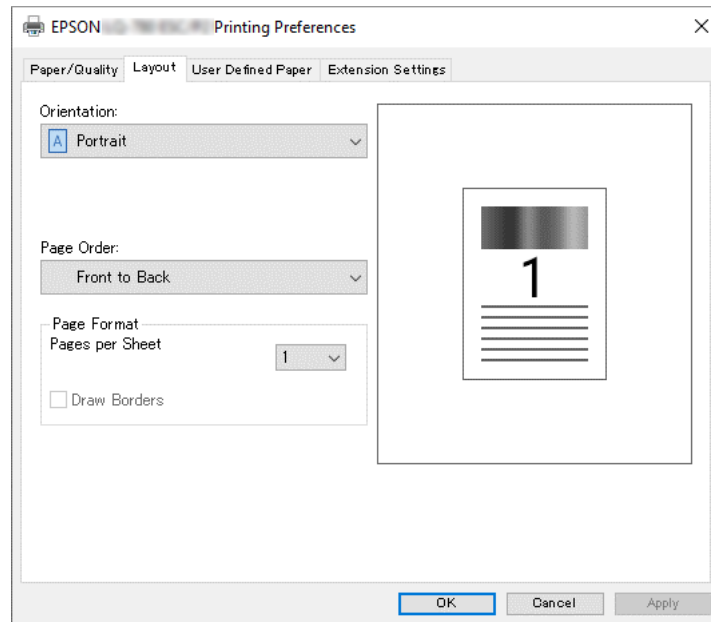 EPSON Printing Preferences
Paper/Quality Layout User Defined Paper Extension Settings
Orientation:
A Portrait
Page Order:
Front to Back
Page Format
Pages per Sheet
1
Draw Borders
1
OK Cancel Apply